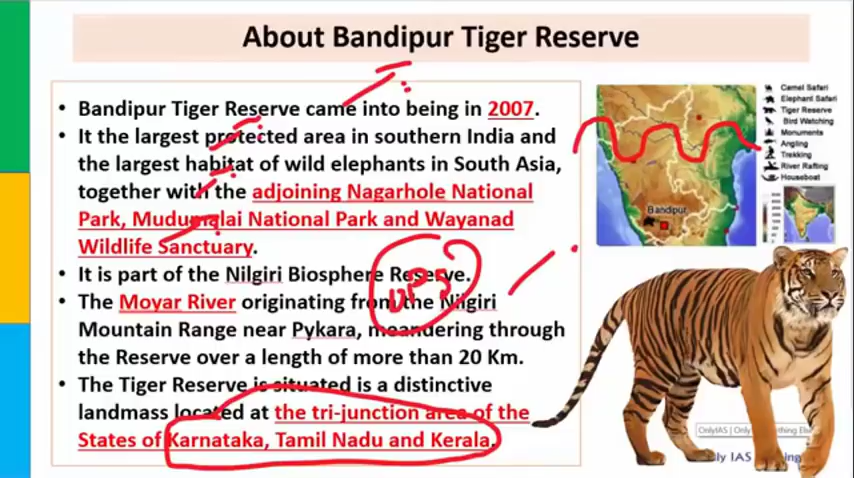 About Bandipur Tiger Reserve
• Bandipur Tiger Reserve came into being in 2007.
• It the largest protected area in southern India and
the largest habitat of wild elephants in South Asia,
together with the adjoining Nagarhole National
Park, Mudumalai National Park and Wayanad
Wildlife Sanctuary.
• It is part of the Nilgiri Biosphere Reserve.
• The Moyar River originating from the Nilgiri
Mountain Range near Pykara, meandering through
the Reserve over a length of more than 20 Km.
• The Tiger Reserve is situated is a distinctive
landmass located at the tri-junction area of the
States of Karnataka, Tamil Nadu and Kerala.
Camel Safari
Elephant Safari
Tiger Reserve
Bird Watching
Monuments
Angling
Trekking
River Rafting
Houseboat
Bandipur
OnlyIAS | Only
IAS